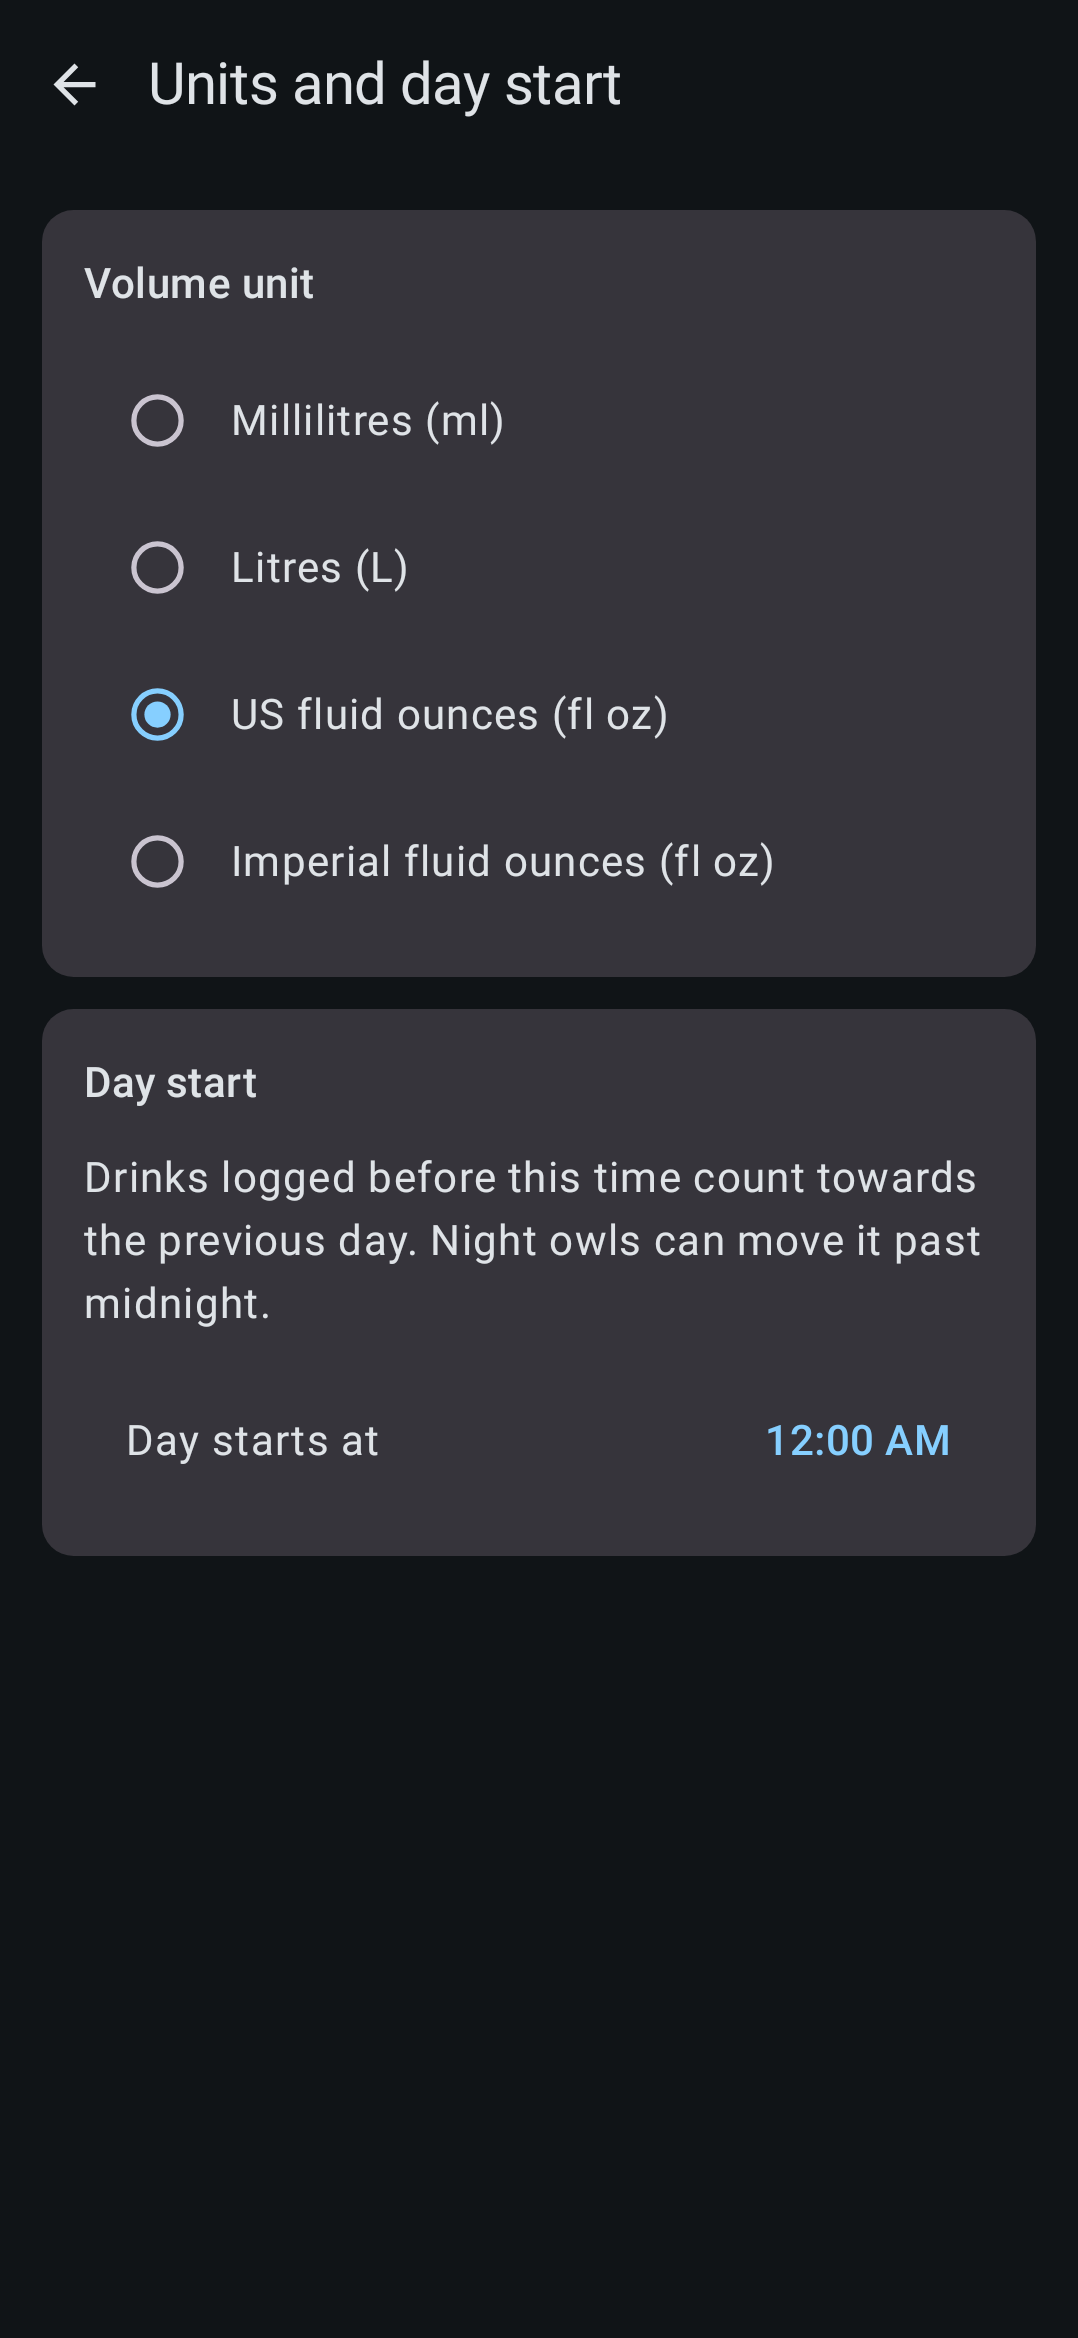 Units and day start
Volume unit
Millilitres (ml)
Litres (L)
US fluid ounces (fl oz)
Imperial fluid ounces (fl oz)
Day start
Drinks logged before this time count towards
the previous day. Night owls can move it past
midnight.
Day starts at 12:00 AM